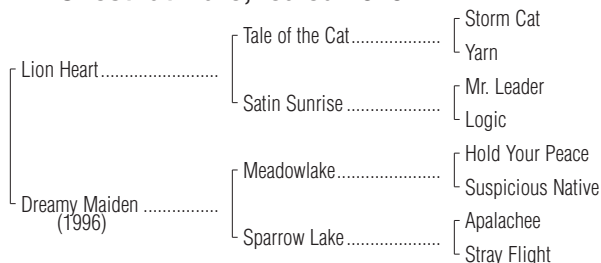 Storm Cat
Tale of the Cat....................
Yarn
Lion Heart..........................
Mr. Leader
Satin Sunrise .....................
Logic
Hold Your Peace
Meadowlake.......................
Suspicious Native
Dreamy Maiden .................
(1996)
Apalachee
Sparrow Lake.....................
Stray Flight